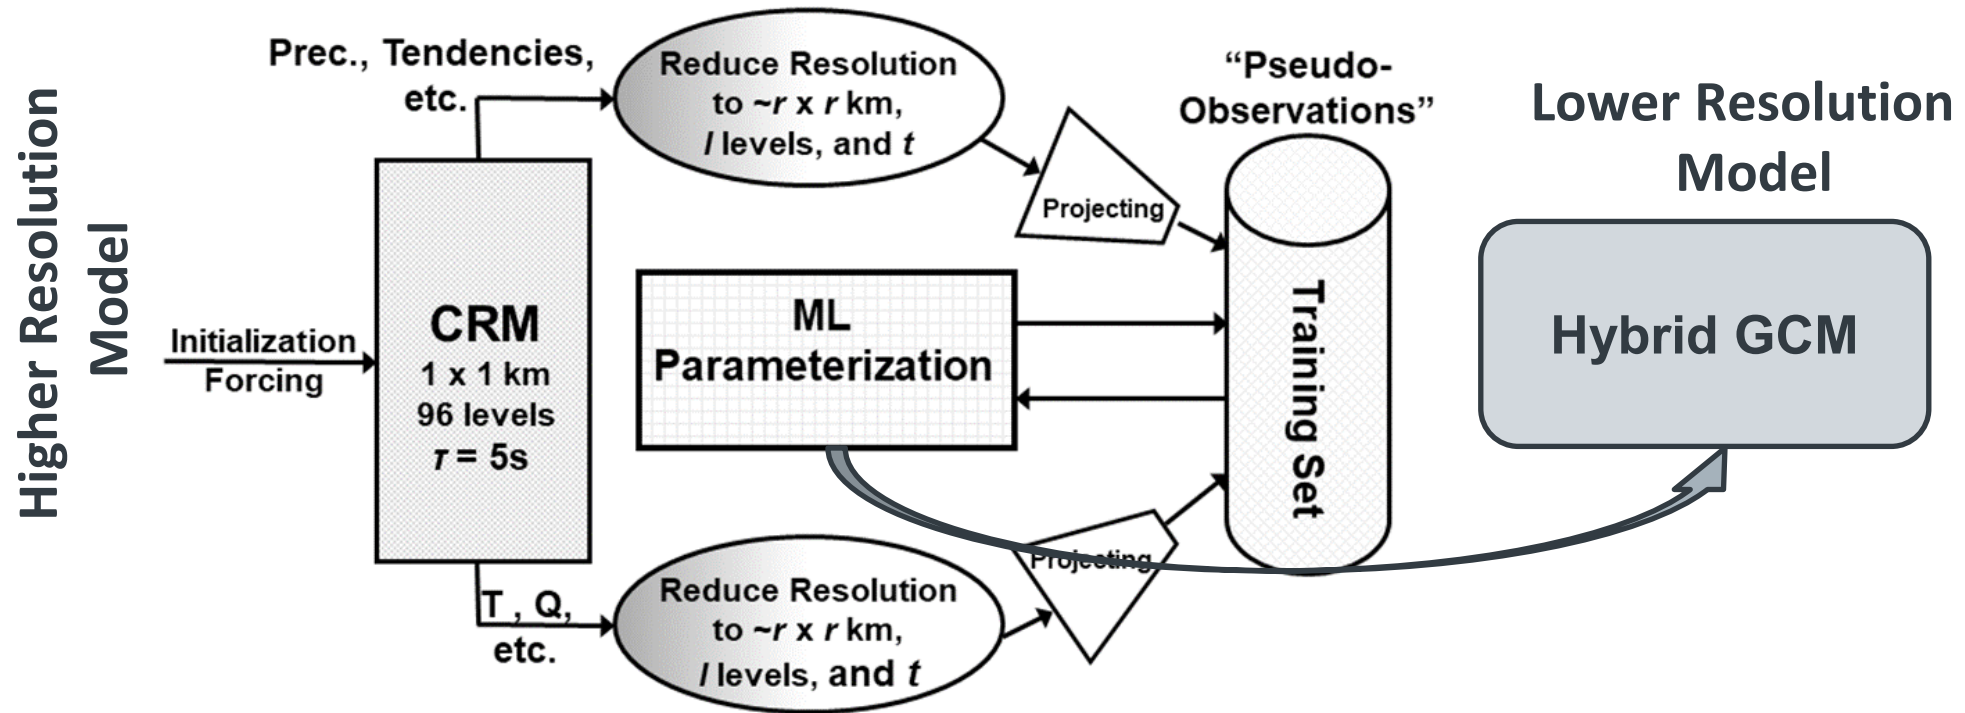 Higher Resolution
Model
Prec., Tendencies,
etc.
Initialization
Forcing
CRM
1 x 1 km
96 levels
τ = 5s
T , Q,
etc.
Reduce Resolution
to ~r x r km,
l levels, and t
Projecting
ML
Parameterization
Reduce Resolution
to ~r x r km,
l levels, and t
Projecting
“Pseudo-
Observations”
Training Set
Lower Resolution
Model
Hybrid GCM